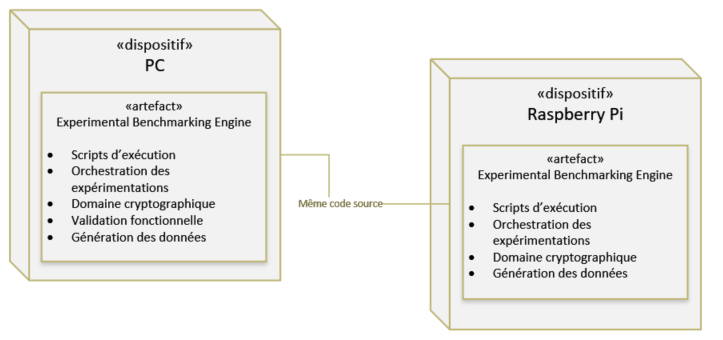 «dispositif»
PC
«artefact»
Experimental Benchmarking Engine
• Scripts d'exécution
• Orchestration des
expérimentations
• Domaine cryptographique
• Validation fonctionnelle
• Génération des données
Même code source
«dispositif»
Raspberry Pi
«artefact»
Experimental Benchmarking Engine
• Scripts d'exécution
• Orchestration des
expérimentations
• Domaine cryptographique
• Génération des données